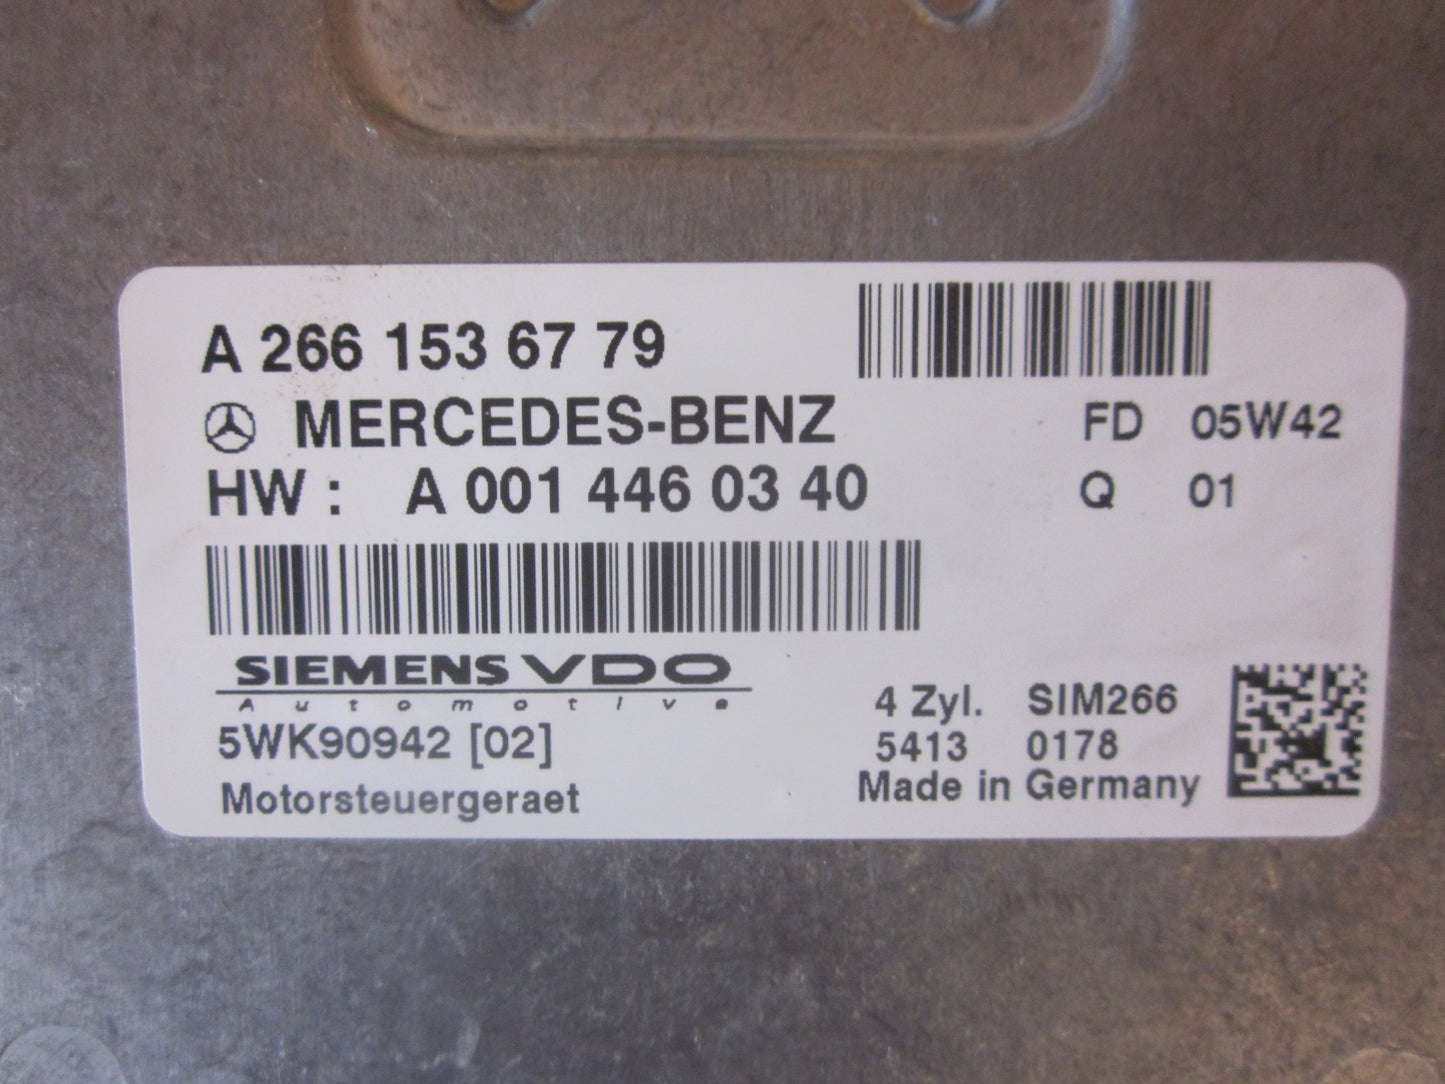 A 266 153 67 79
MERCEDES-BENZ FD 05W42
HW : A 001 446 03 40 Q 01
SIEMENS VDO
Automotive
4 Zyl. SIM266
5WK90942 [02] 5413 0178
Motorsteuergeraet Made in Germany